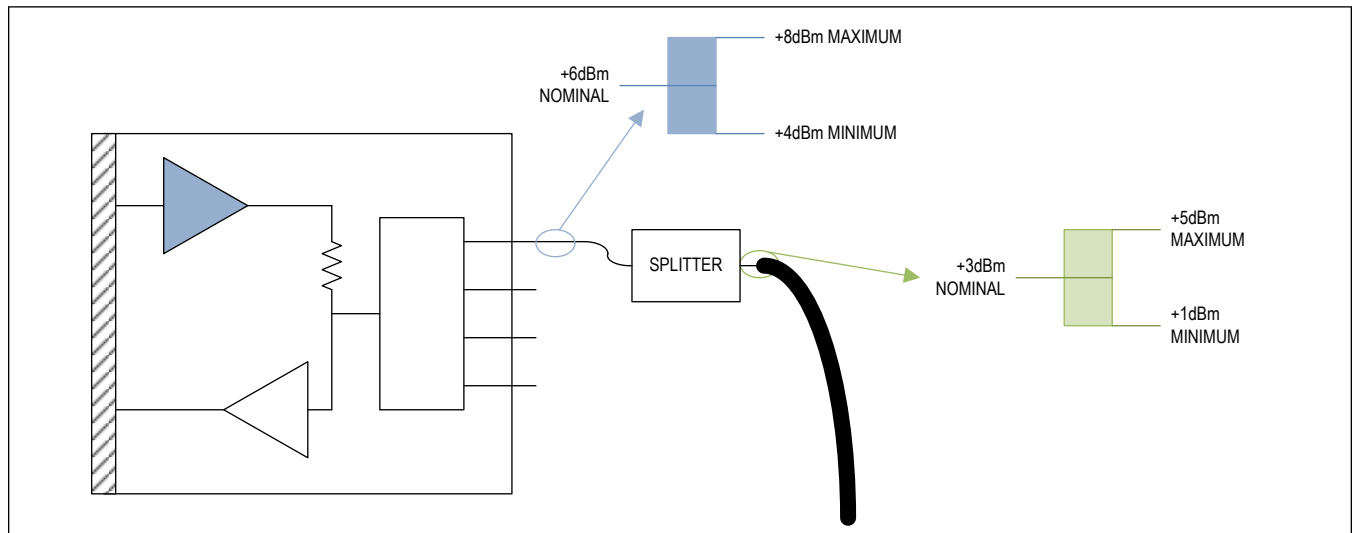 +8dBm MAXIMUM
+6dBm
NOMINAL
+4dBm MINIMUM
SPLITTER
+5dBm
MAXIMUM
+3dBm
NOMINAL
+1dBm
MINIMUM